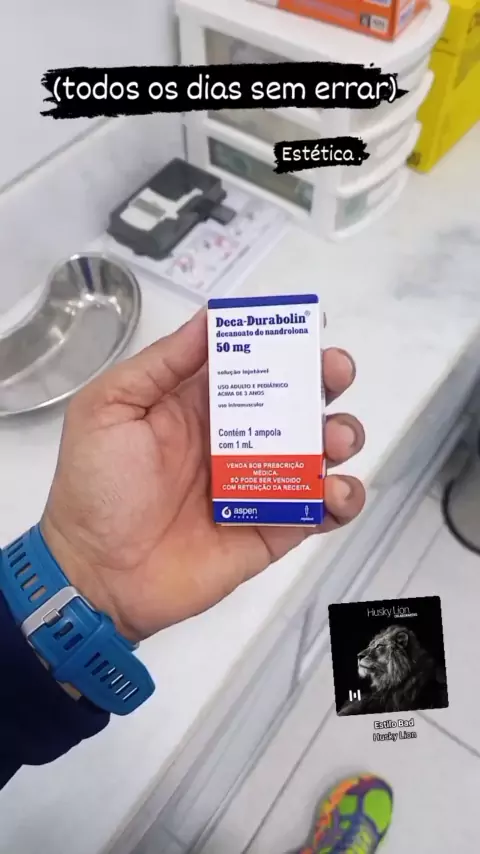 (todos os dias sem errar)
Estética.
Deca-Durabolin®
decanoato de nandrolona
50 mg
solução injetável
USO ADULTO E PEDIÁTRICO
ACIMA DE 3 ANOS
uso intramuscular
Contém 1 ampola
com 1 mL
VENDA SOB PRESCRIÇÃO
MÉDICA.
SÓ PODE SER VENDIDO
COM RETENÇÃO DA RECEITA.
aspen
Husky Lion
Estilo Bad
Husky Lion